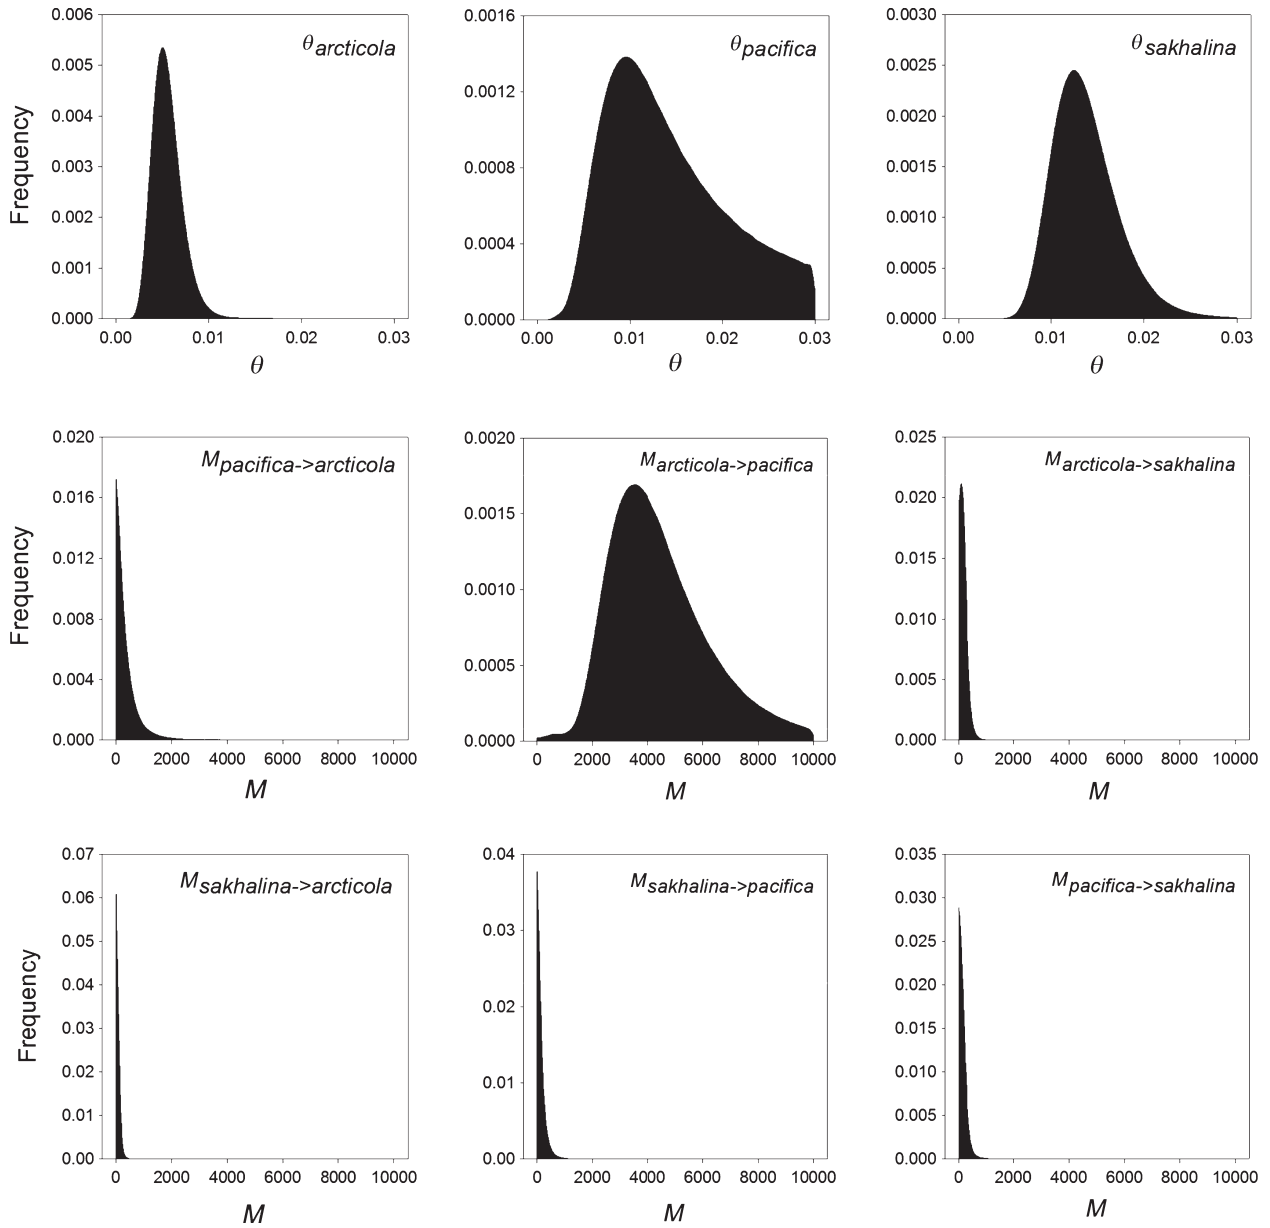 0.006 0.005 0.004 0.003 0.002 0.001 0.000
Frequency
θarcticola
0.00 0.01 0.02 0.03
θ
0.0016 0.0012 0.0008 0.0004 0.0000
θpacifica
0.00 0.01 0.02 0.03
θ
0.0030 0.0025 0.0020 0.0015 0.0010 0.0005 0.0000
θsakhalina
0.00 0.01 0.02 0.03
θ
0.020 0.016 0.012 0.008 0.004 0.000
Frequency
Mpacifica->arcticola
0 2000 4000 6000 8000 10000
M
0.0020 0.0015 0.0010 0.0005 0.0000
Marcticola->pacifica
0 2000 4000 6000 8000 10000
M
0.025 0.020 0.015 0.010 0.005 0.000
Marcticola->sakhalina
0 2000 4000 6000 8000 10000
M
0.07 0.06 0.05 0.04 0.03 0.02 0.01 0.00
Frequency
Msakhalina->arcticola
0 2000 4000 6000 8000 10000
M
0.04 0.03 0.02 0.01 0.00
Msakhalina->pacifica
0 2000 4000 6000 8000 10000
M
0.035 0.030 0.025 0.020 0.015 0.010 0.005 0.000
Mpacifica->sakhalina
0 2000 4000 6000 8000 10000
M